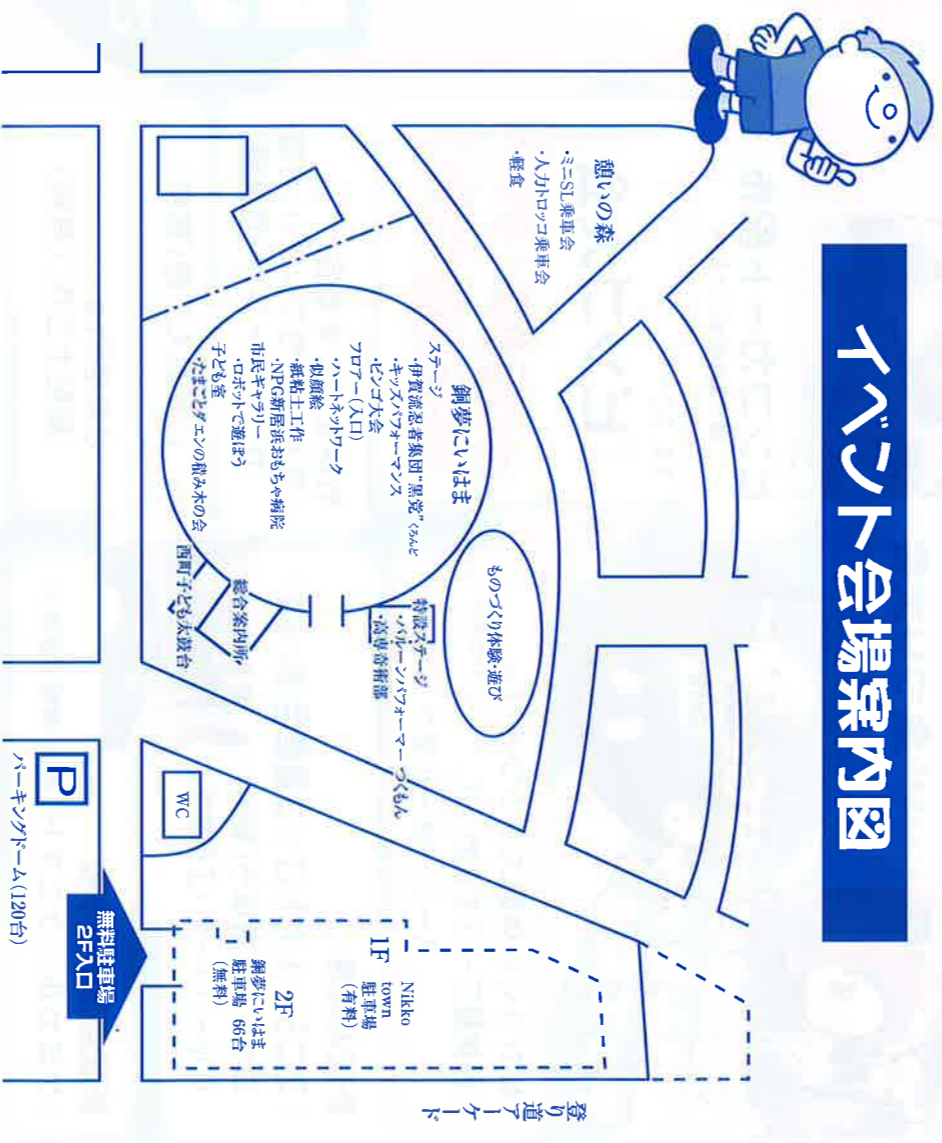 イベント会場案内図
憩いの森
・ミニSL乗車会
・人力トロッコ乗車会
・軽食
銅夢にいはま
ステージ
・伊賀流忍者集団“黒党”くろんど
・キッズパフォーマンス
・ビンゴ大会
フロアー(入口)
・ハートネットワーク
・似顔絵
・紙粘土工作
・NPG新居浜おもちゃ病院
市民ギャラリー
・ロボットで遊ぼう
子ども室
・たまごとダエンの積み木の会
ものづくり体験・遊び
特設ステージ
・バルーンパフォーマーつくもん
・高専奇術部
総合案内所・
西町子ども太鼓台
WC
P
パーキングドーム(120台)
無料駐車場
2F入口
1F
Nikko
town
駐車場
(有料)
2F
銅夢にいはま
駐車場 66台
(無料)
登り
道
アーケード